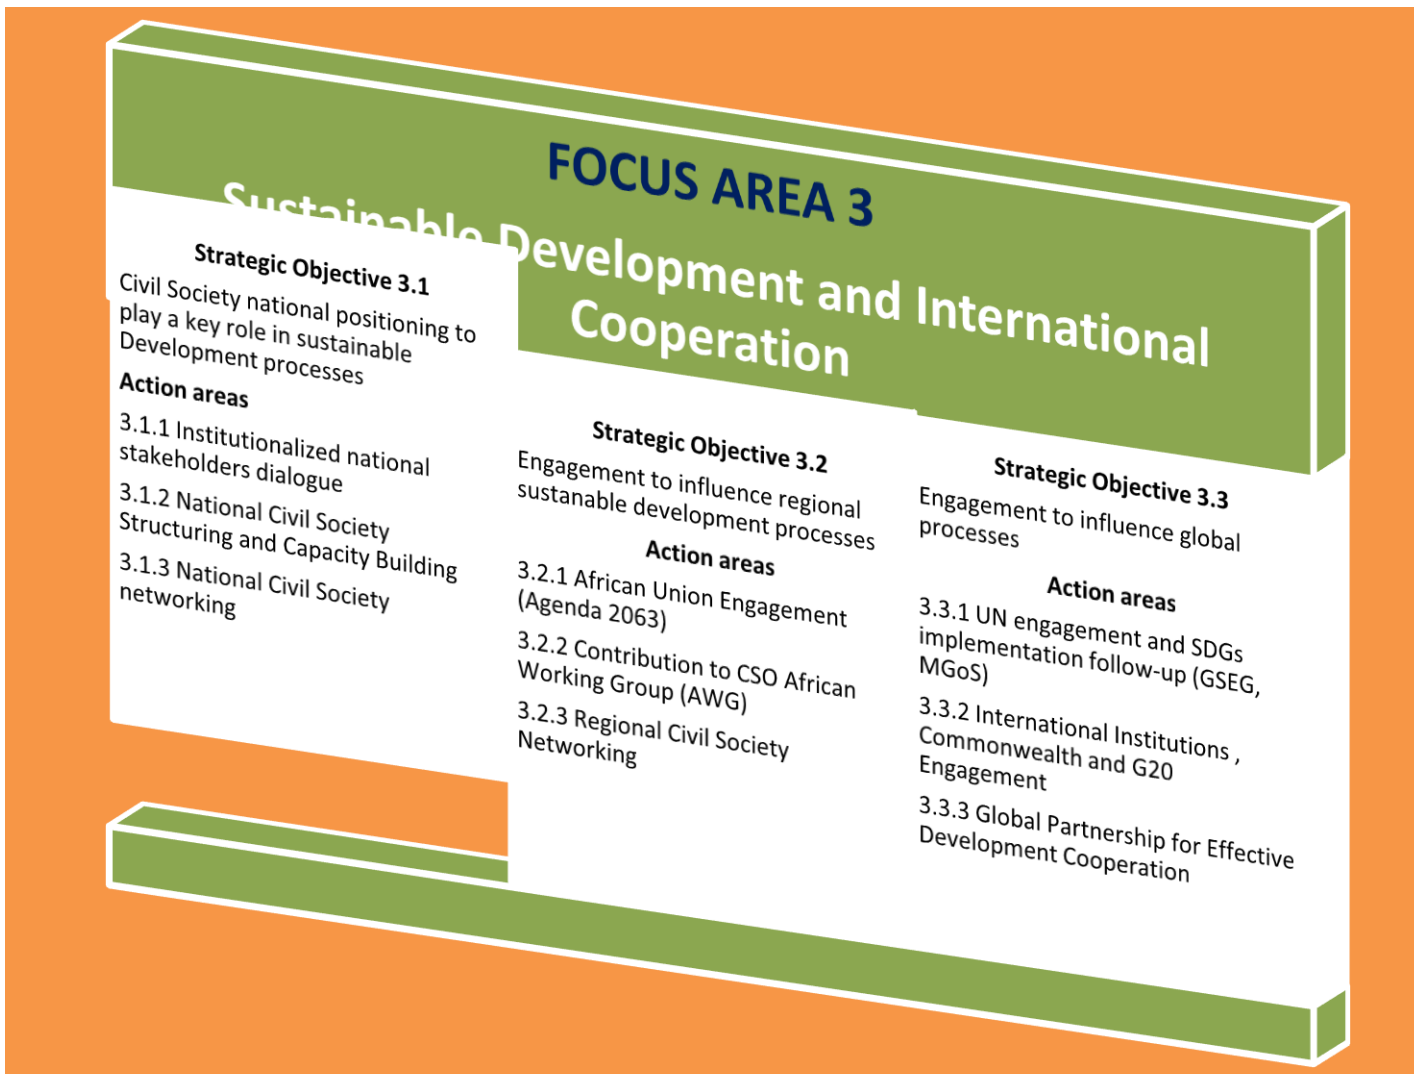 FOCUS AREA 3
Sustainable Development and International
Cooperation
Strategic Objective 3.1
Civil Society national positioning to
play a key role in sustainable
Development processes
Action areas
3.1.1 Institutionalized national
stakeholders dialogue
3.1.2 National Civil Society
Structuring and Capacity Building
3.1.3 National Civil Society
networking
Strategic Objective 3.2
Engagement to influence regional
sustanable development processes
Action areas
3.2.1 African Union Engagement
(Agenda 2063)
3.2.2 Contribution to CSO African
Working Group (AWG)
3.2.3 Regional Civil Society
Networking
Strategic Objective 3.3
Engagement to influence global
processes
Action areas
3.3.1 UN engagement and SDGs
implementation follow-up (GSEG,
MGoS)
3.3.2 International Institutions ,
Commonwealth and G20
Engagement
3.3.3 Global Partnership for Effective
Development Cooperation